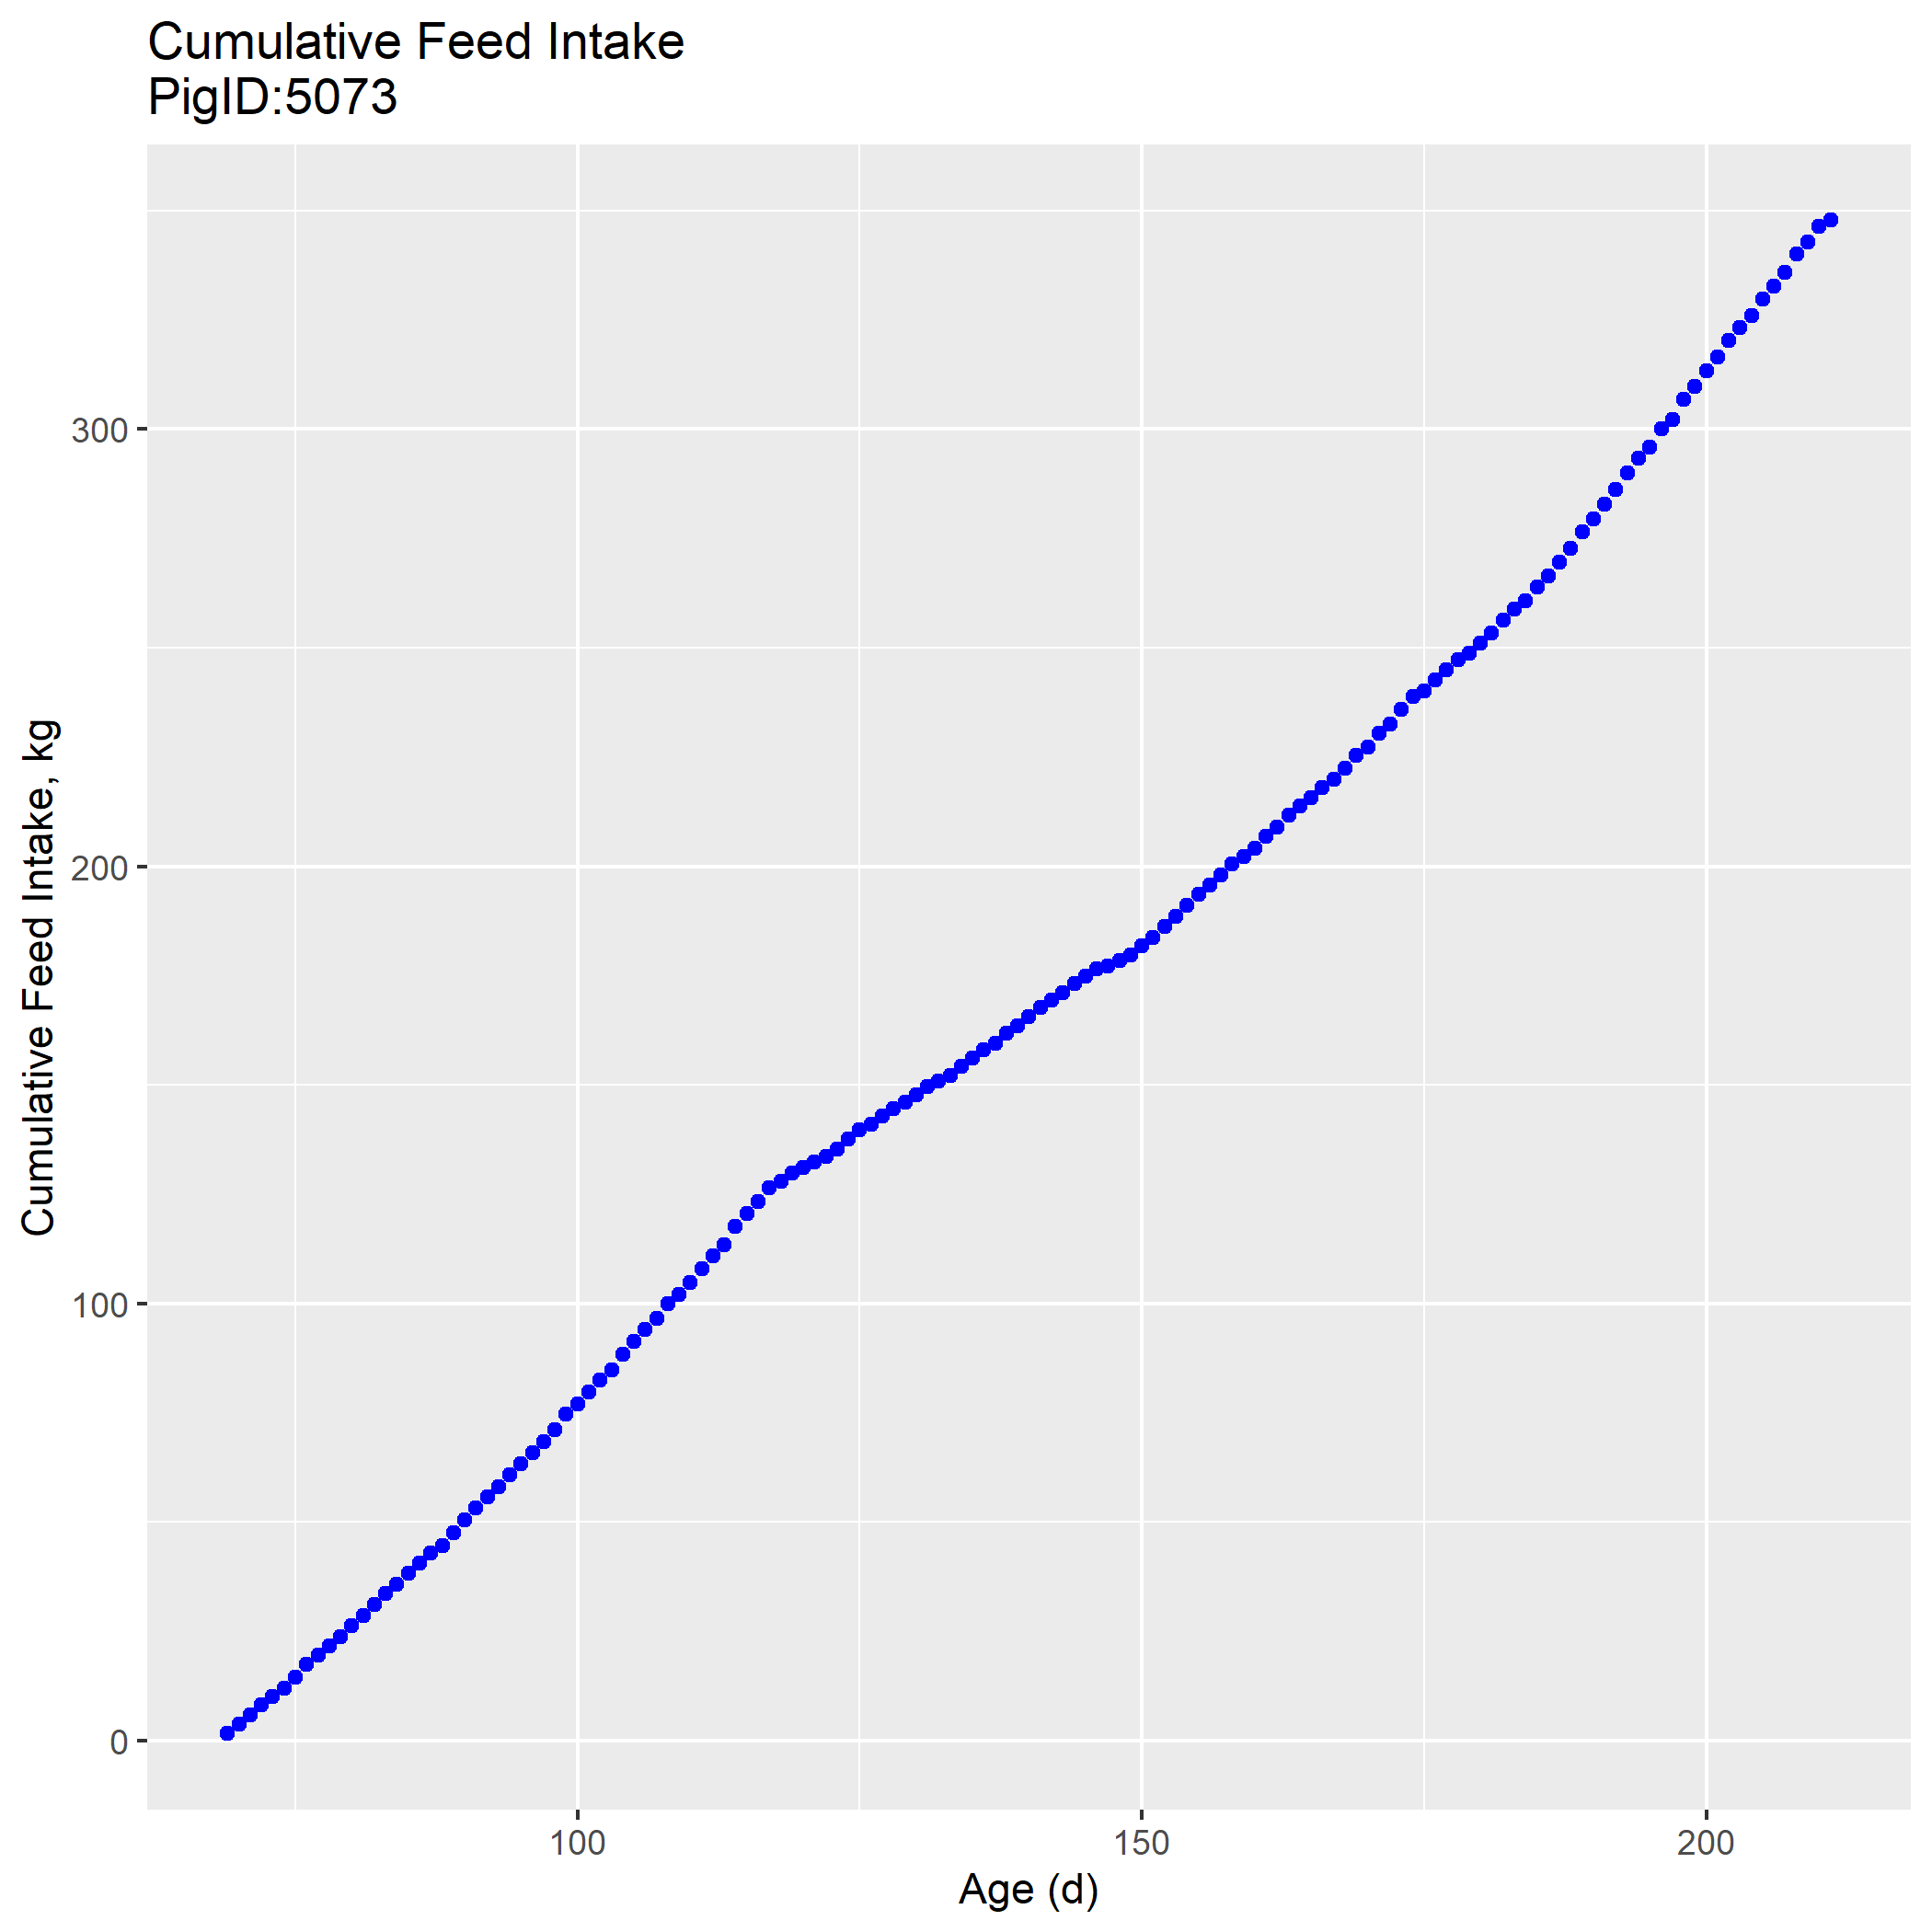 Cumulative Feed Intake
PigID:5073
Cumulative Feed Intake, kg
300
200
100
0
100
150
200
Age (d)